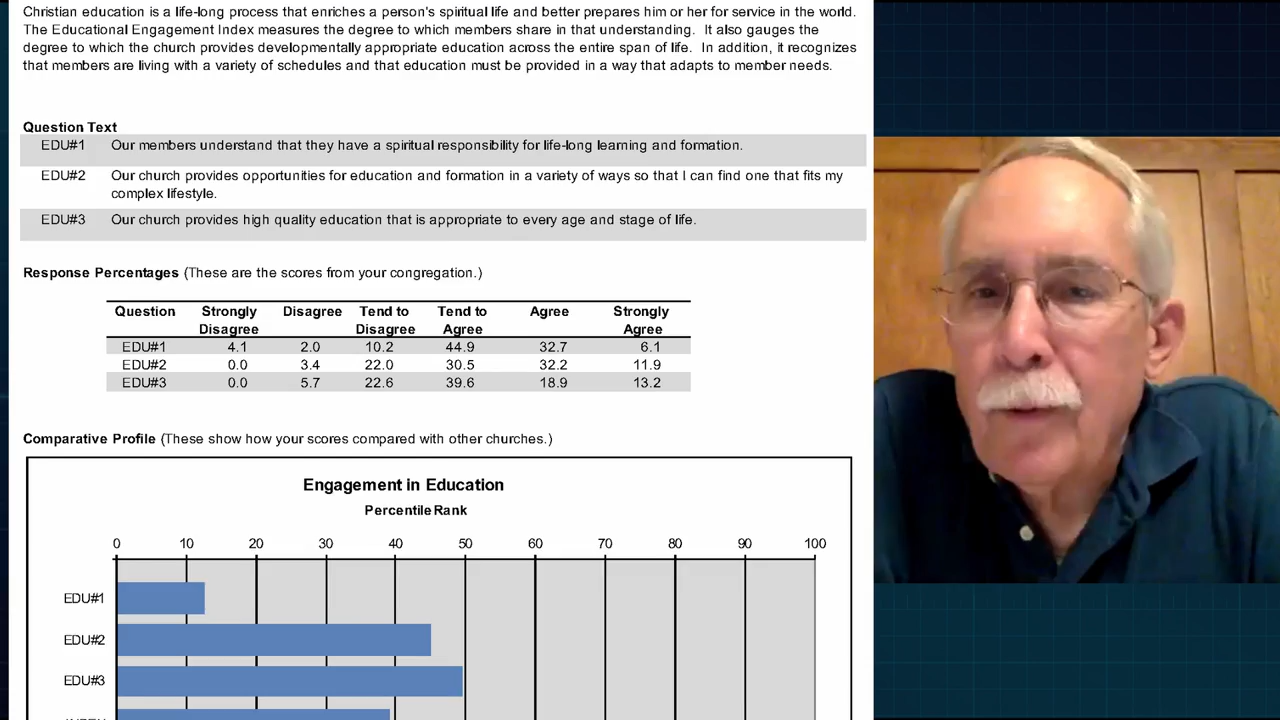 Christian education is a life-long process that enriches a person's spiritual life and better prepares him or her for service in the world.
The Educational Engagement Index measures the degree to which members share in that understanding. It also gauges the
degree to which the church provides developmentally appropriate education across the entire span of life. In addition, it recognizes
that members are living with a variety of schedules and that education must be provided in a way that adapts to member needs.
Question Text
EDU#1 Our members understand that they have a spiritual responsibility for life-long learning and formation.
EDU#2 Our church provides opportunities for education and formation in a variety of ways so that I can find one that fits my
complex lifestyle.
EDU#3 Our church provides high quality education that is appropriate to every age and stage of life.
Response Percentages (These are the scores from your congregation.)
Question Strongly Disagree Tend to Tend to Agree Strongly
Disagree Disagree Agree Agree
EDU#1 4.1 2.0 10.2 44.9 32.7 6.1
EDU#2 0.0 3.4 22.0 30.5 32.2 11.9
EDU#3 0.0 5.7 22.6 39.6 18.9 13.2
Comparative Profile (These show how your scores compared with other churches.)
Engagement in Education
Percentile Rank
0 10 20 30 40 50 60 70 80 90 100
EDU#1
EDU#2
EDU#3